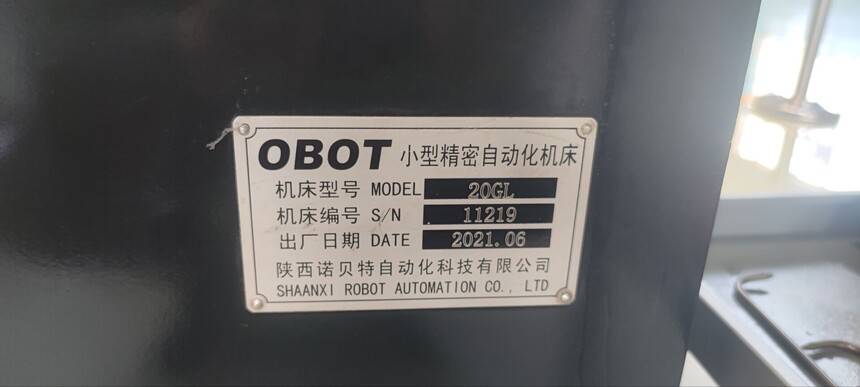 OBOT 小型精密自动化机床
机床型号 MODEL 20GL
机床编号 S/N 11219
出厂日期 DATE 2021.06
陕西诺贝特自动化科技有限公司
SHAANXI ROBOT AUTOMATION CO., LTD